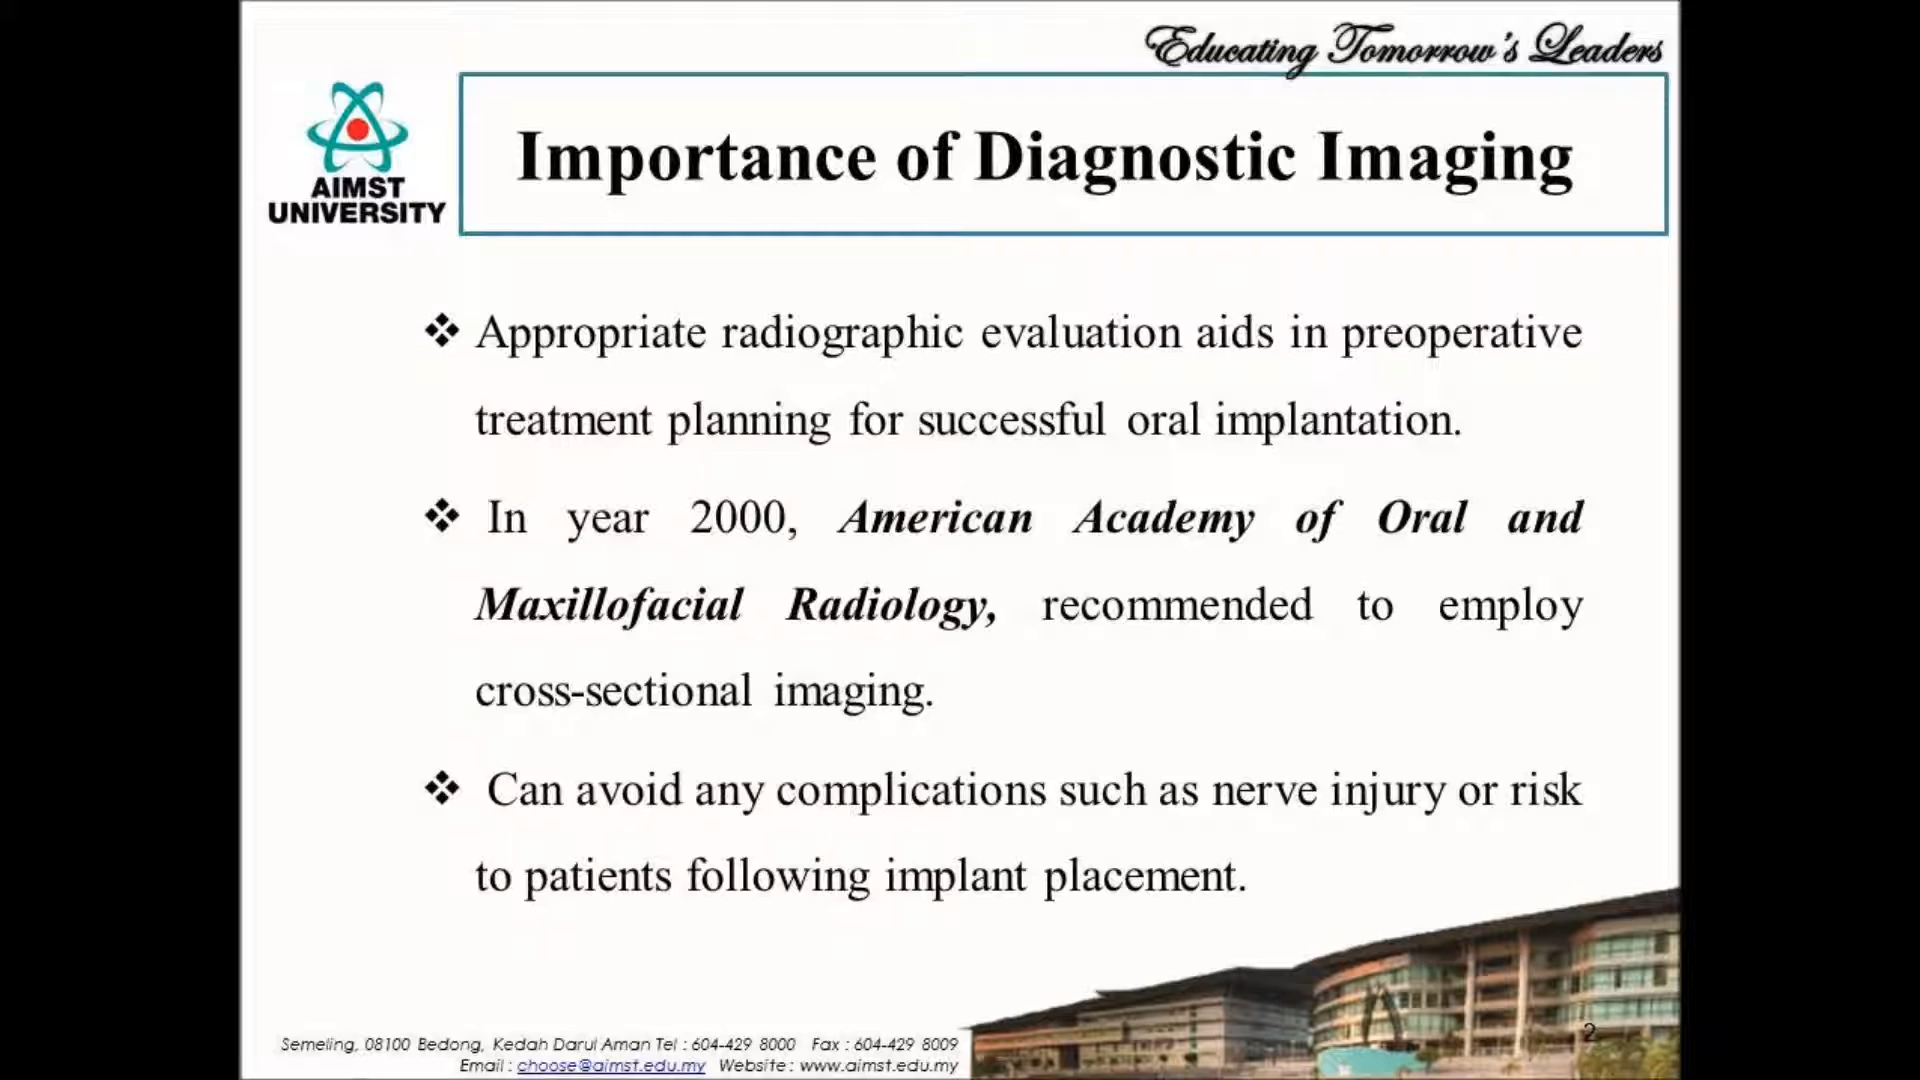 Educating Tomorrow's Leaders
AIMST
UNIVERSITY
Importance of Diagnostic Imaging
❖ Appropriate radiographic evaluation aids in preoperative
treatment planning for successful oral implantation.
❖ In year 2000, American Academy of Oral and
Maxillofacial Radiology, recommended to employ
cross-sectional imaging.
❖ Can avoid any complications such as nerve injury or risk
to patients following implant placement.
Semeling, 08100 Bedong, Kedah Darul Aman Tel : 604-429 8000 Fax : 604-429 8009
Email : choose@aimst.edu.my Website : www.aimst.edu.my
2